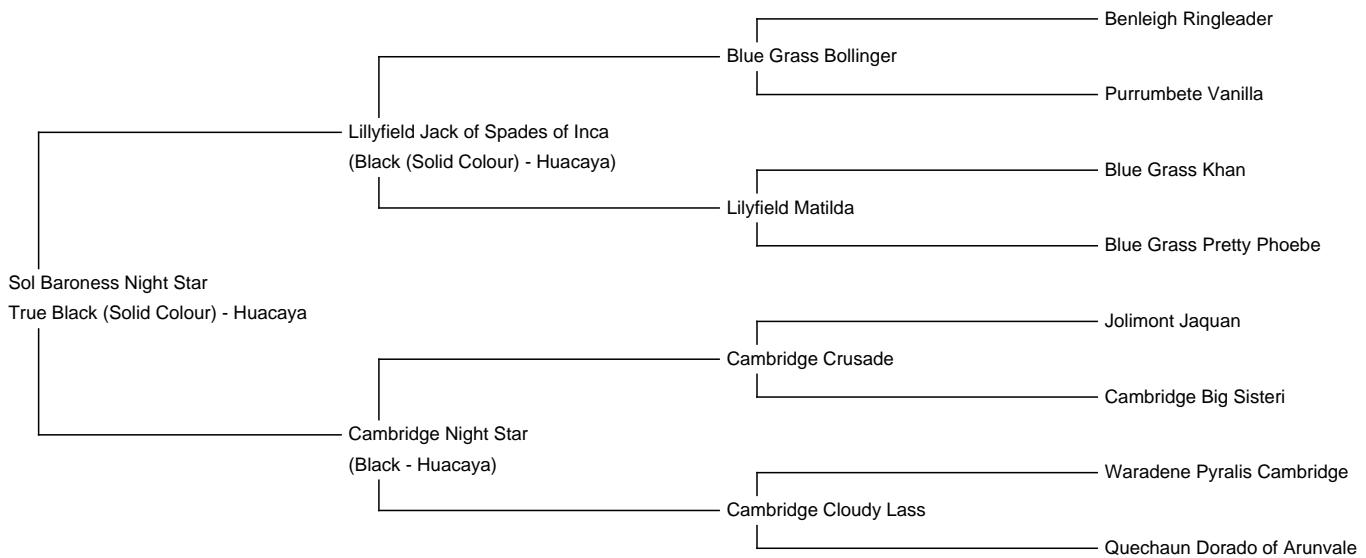 Benleigh Ringleader
Blue Grass Bollinger
Purrumbete Vanilla
Lillyfield Jack of Spades of Inca
(Black (Solid Colour) - Huacaya)
Blue Grass Khan
Lilyfield Matilda
Blue Grass Pretty Phoebe
Sol Baroness Night Star
True Black (Solid Colour) - Huacaya
Jolimont Jaquan
Cambridge Crusade
Cambridge Big Sisteri
Cambridge Night Star
(Black - Huacaya)
Waradene Pyralis Cambridge
Cambridge Cloudy Lass
Quechaun Dorado of Arunvale